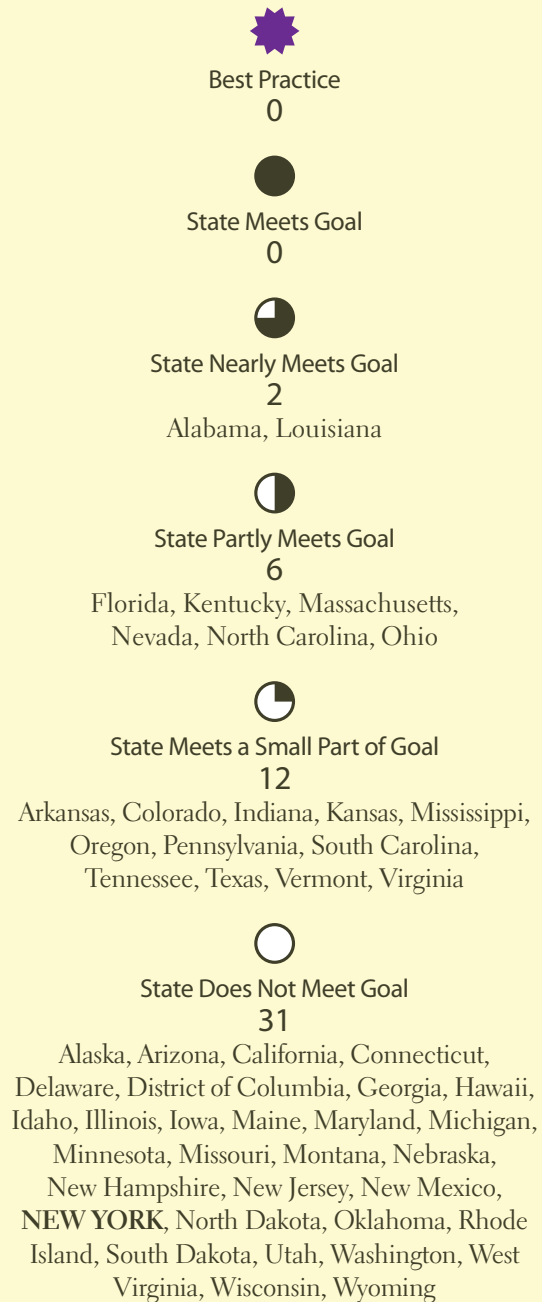 Best Practice
0
State Meets Goal
0
State Nearly Meets Goal
2
Alabama, Louisiana
State Partly Meets Goal
6
Florida, Kentucky, Massachusetts,
Nevada, North Carolina, Ohio
State Meets a Small Part of Goal
12
Arkansas, Colorado, Indiana, Kansas, Mississippi,
Oregon, Pennsylvania, South Carolina,
Tennessee, Texas, Vermont, Virginia
State Does Not Meet Goal
31
Alaska, Arizona, California, Connecticut,
Delaware, District of Columbia, Georgia, Hawaii,
Idaho, Illinois, Iowa, Maine, Maryland, Michigan,
Minnesota, Missouri, Montana, Nebraska,
New Hampshire, New Jersey, New Mexico,
NEW YORK, North Dakota, Oklahoma, Rhode
Island, South Dakota, Utah, Washington, West
Virginia, Wisconsin, Wyoming